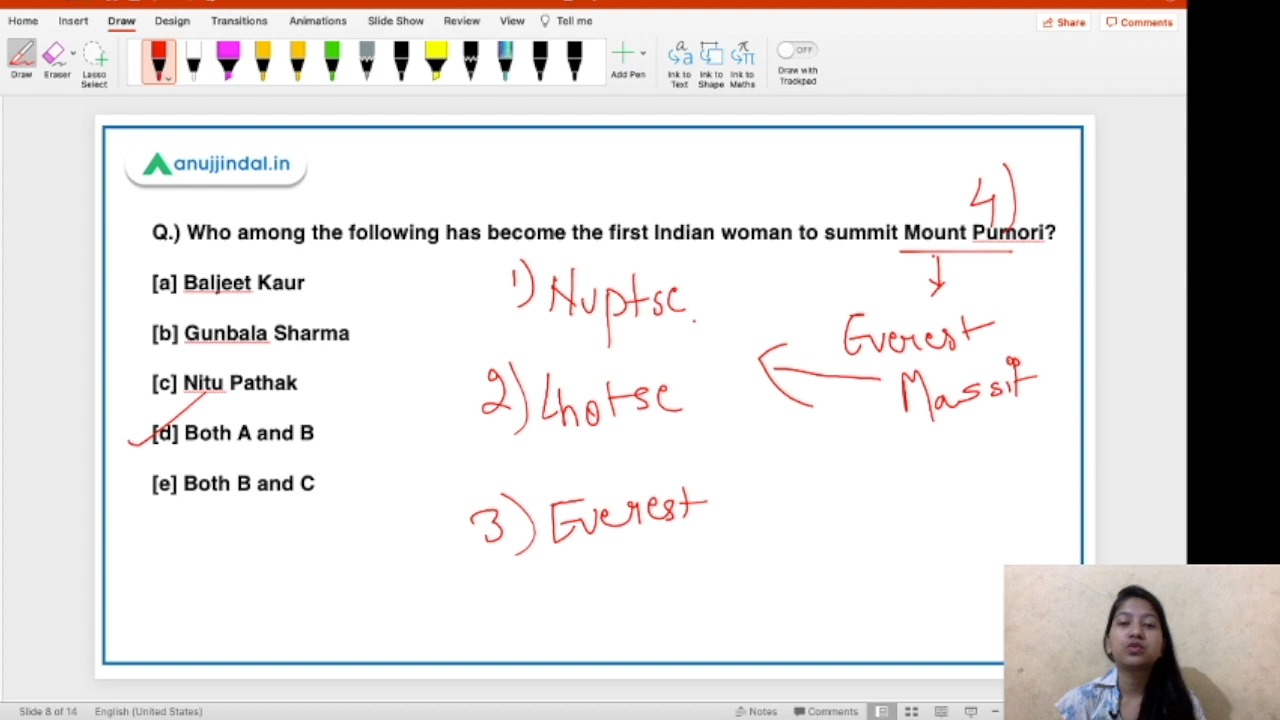 Home Insert Draw Design Transitions Animations Slide Show Review View Tell me Share Comments
Draw Eraser Lasso Select Add Pen Ink to Text Ink to Shape Ink to Maths OFF Draw with Trackpad
anujjindal.in
4)
Q.) Who among the following has become the first Indian woman to summit Mount Pumori?
[a] Baljeet Kaur
1) Nuptse
[b] Gunbala Sharma
Everest
[c] Nitu Pathak
2) Lhotse
Massif
[d] Both A and B
[e] Both B and C
3) Everest
Slide 8 of 14 English (United States) Notes Comments